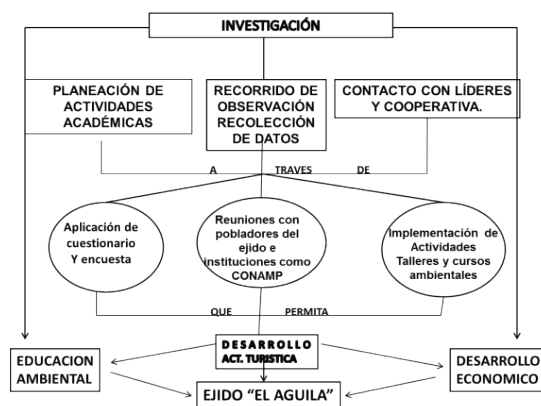 INVESTIGACIÓN
PLANEACIÓN DE
ACTIVIDADES
ACADÉMICAS
RECORRIDO DE
OBSERVACIÓN
RECOLECCIÓN
DE DATOS
CONTACTO CON LÍDERES
Y COOPERATIVA.
A TRAVES DE
Aplicación de
cuestionario
Y encuesta
Reuniones con
pobladores del
ejido e
instituciones como
CONAMP
Implementación de
Actividades
Talleres y cursos
ambientales
QUE PERMITA
DESARROLLO
ACT. TURISTICA
EDUCACION
AMBIENTAL
DESARROLLO
ECONOMICO
EJIDO “EL AGUILA”